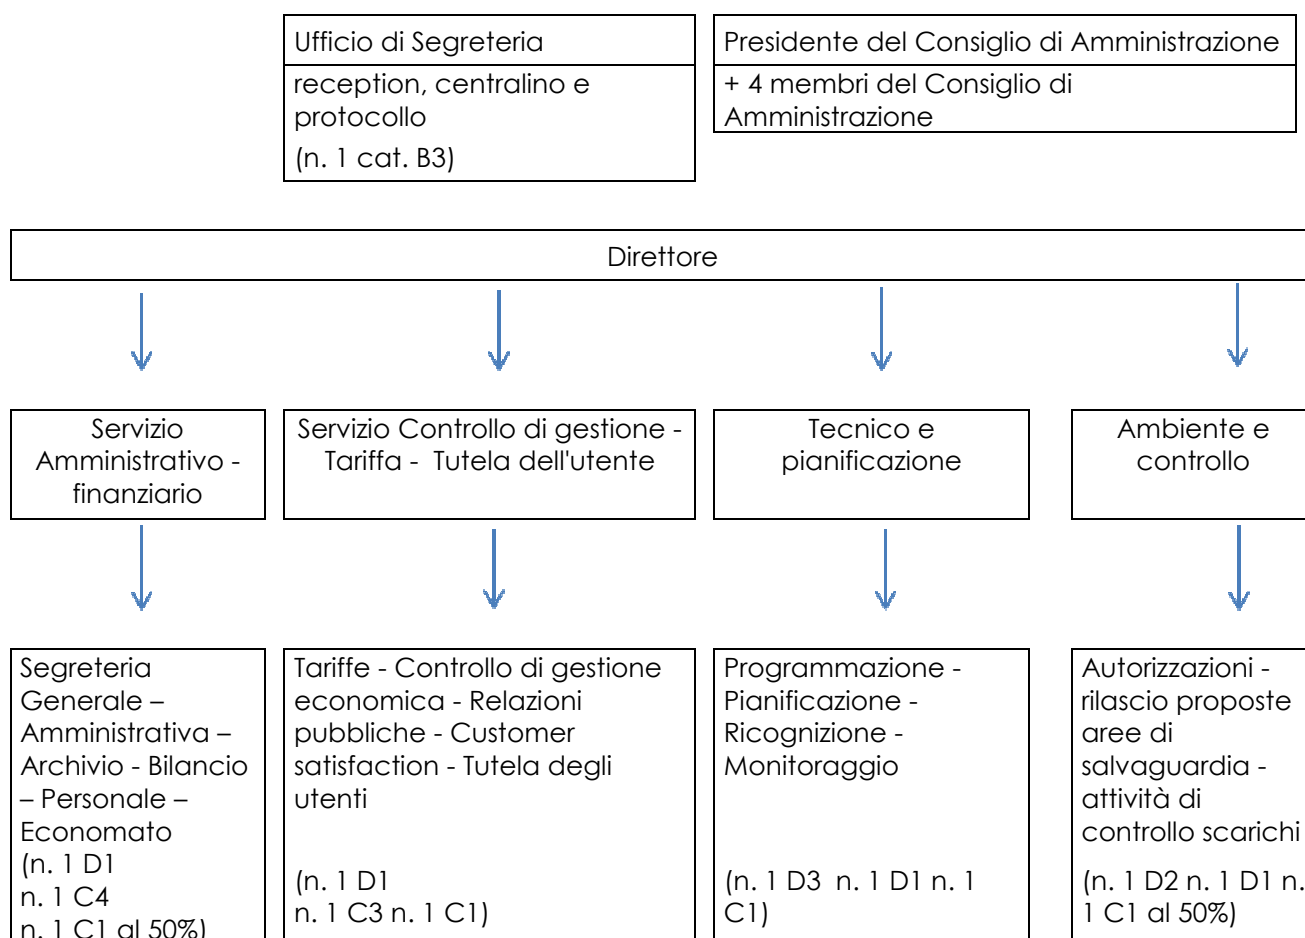 Ufficio di Segreteria
reception, centralino e
protocollo
(n. 1 cat. B3)
Presidente del Consiglio di Amministrazione
+ 4 membri del Consiglio di
Amministrazione
Direttore
Servizio
Amministrativo -
finanziario
Servizio Controllo di gestione -
Tariffa - Tutela dell'utente
Tecnico e
pianificazione
Ambiente e
controllo
Segreteria
Generale –
Amministrativa –
Archivio - Bilancio
– Personale –
Economato
(n. 1 D1
n. 1 C4
n. 1 C1 al 50%)
Tariffe - Controllo di gestione
economica - Relazioni
pubbliche - Customer
satisfaction - Tutela degli
utenti
(n. 1 D1
n. 1 C3 n. 1 C1)
Programmazione -
Pianificazione -
Ricognizione -
Monitoraggio
(n. 1 D3 n. 1 D1 n. 1
C1)
Autorizzazioni -
rilascio proposte
aree di
salvaguardia -
attività di
controllo scarichi
(n. 1 D2 n. 1 D1 n.
1 C1 al 50%)